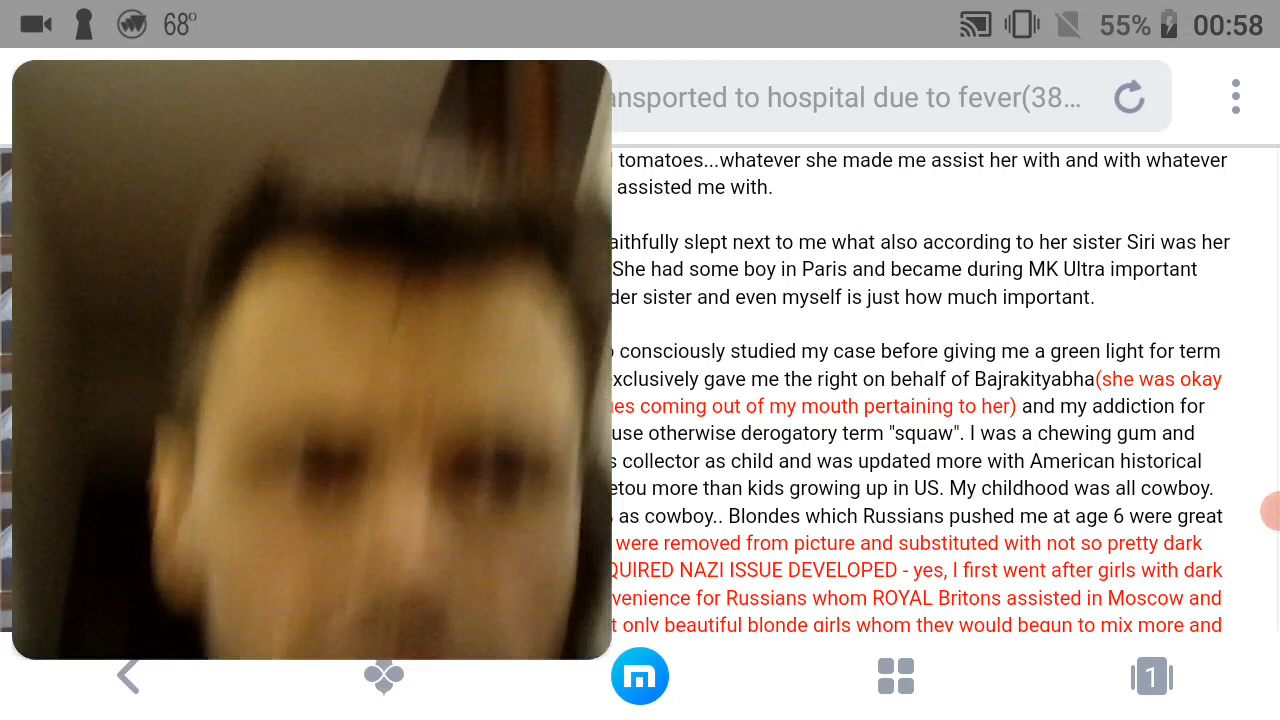 68°
55%
00:58
nsported to hospital due to fever(38...
tomatoes...whatever she made me assist her with and with whatever
assisted me with.
aithfully slept next to me what also according to her sister Siri was her
She had some boy in Paris and became during MK Ultra important
der sister and even myself is just how much important.
consciously studied my case before giving me a green light for term
xclusively gave me the right on behalf of Bajrakityabha(she was okay
es coming out of my mouth pertaining to her) and my addiction for
use otherwise derogatory term "squaw". I was a chewing gum and
s collector as child and was updated more with American historical
etou more than kids growing up in US. My childhood was all cowboy.
as cowboy.. Blondes which Russians pushed me at age 6 were great
were removed from picture and substituted with not so pretty dark
QUIRED NAZI ISSUE DEVELOPED - yes, I first went after girls with dark
venience for Russians whom ROYAL Britons assisted in Moscow and
t only beautiful blonde girls whom they would begun to mix more and
1